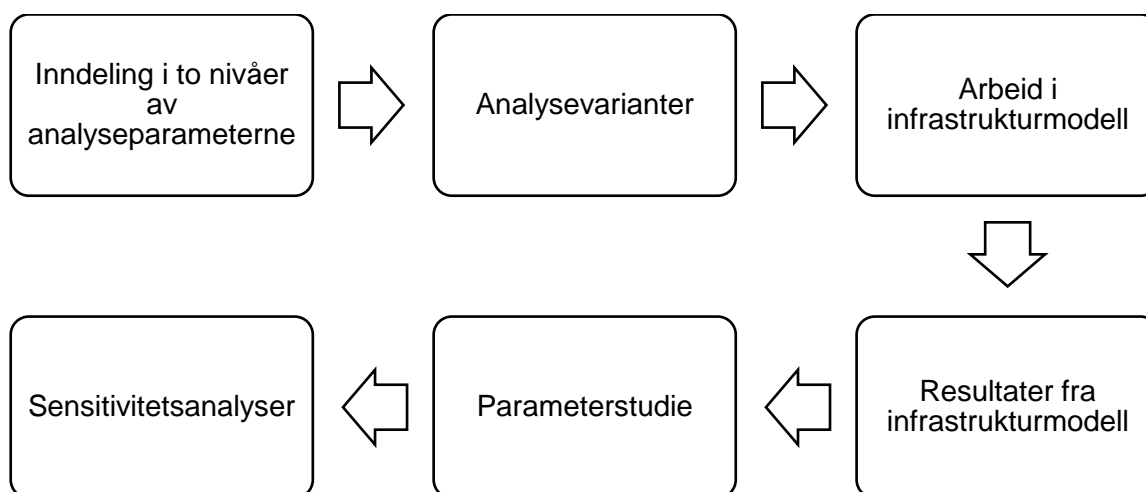 Inndeling i to nivåer
av
analyseparameterne
Analysevarianter
Arbeid i
infrastrukturmodell
Resultater fra
infrastrukturmodell
Parameterstudie
Sensitivitetsanalyser